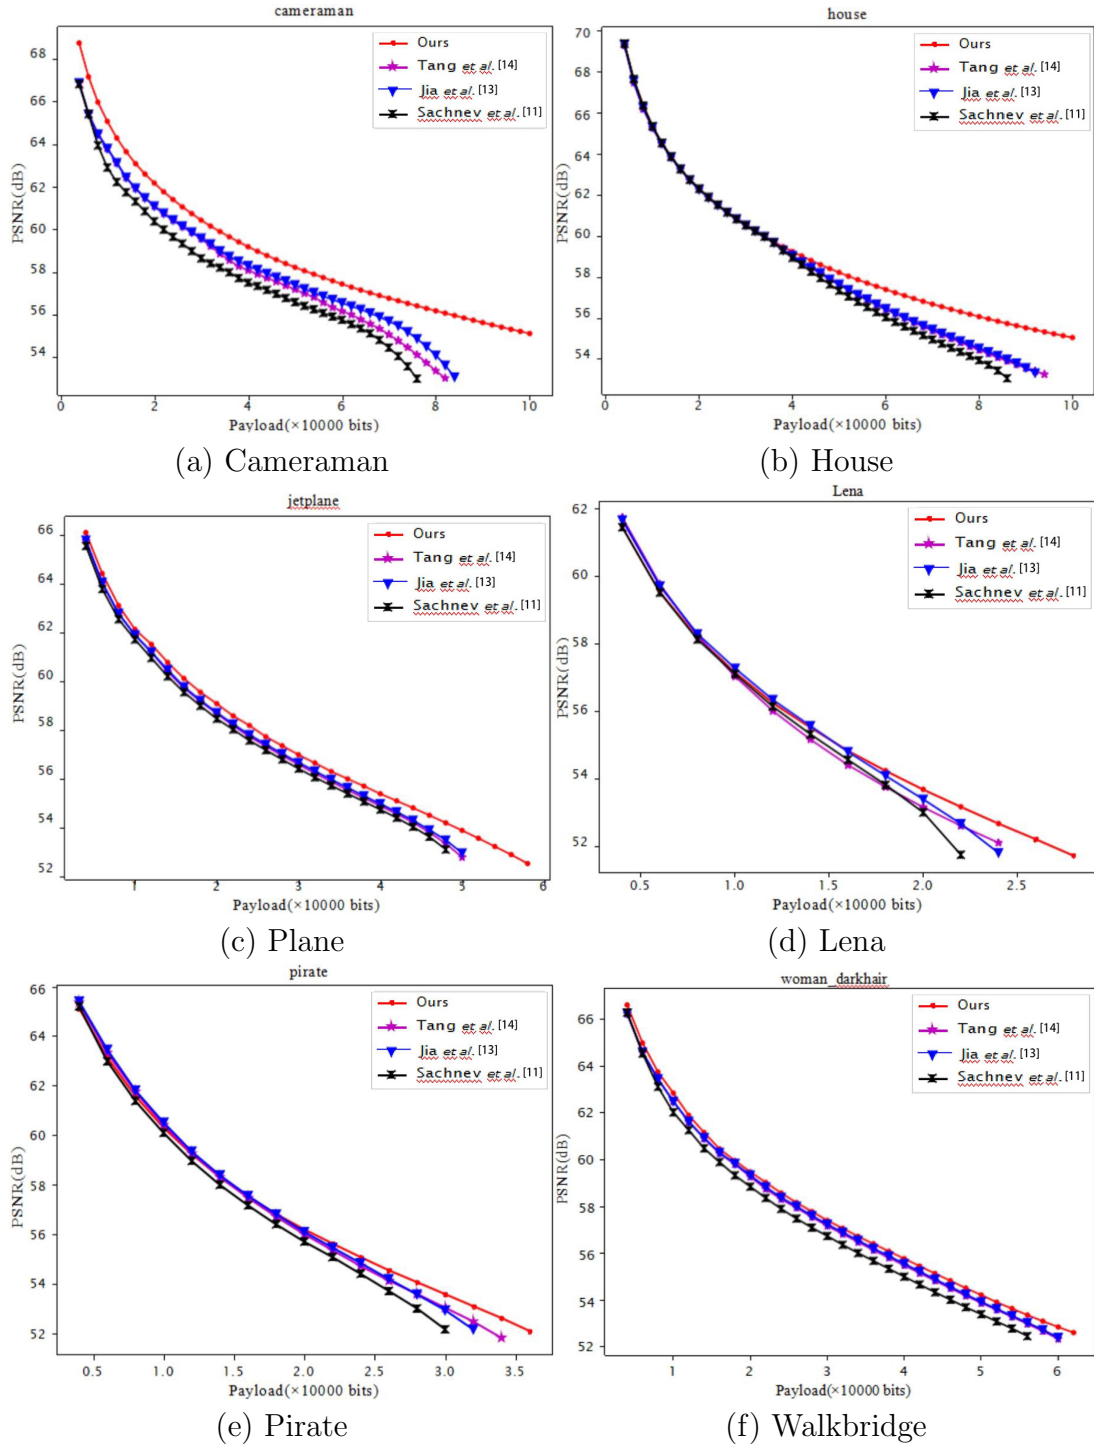 cameraman
68
66
64
62
60
58
56
54
PSNR(dB)
Ours
Tang et al. [14]
Jia et al. [13]
Sachnev et al. [11]
0 2 4 6 8 10
Payload(×10000 bits)
(a) Cameraman
house
70
68
66
64
62
60
58
56
54
PSNR(dB)
Ours
Tang et al. [14]
Jia et al. [13]
Sachnev et al. [11]
0 2 4 6 8 10
Payload(×10000 bits)
(b) House
jetplane
66
64
62
60
58
56
54
52
PSNR(dB)
Ours
Tang et al. [14]
Jia et al. [13]
Sachnev et al. [11]
1 2 3 4 5 6
Payload(×10000 bits)
(c) Plane
Lena
62
60
58
56
54
52
PSNR(dB)
Ours
Tang et al. [14]
Jia et al. [13]
Sachnev et al. [11]
0.5 1.0 1.5 2.0 2.5
Payload(×10000 bits)
(d) Lena
pirate
66
64
62
60
58
56
54
52
PSNR(dB)
Ours
Tang et al. [14]
Jia et al. [13]
Sachnev et al. [11]
0.5 1.0 1.5 2.0 2.5 3.0 3.5
Payload(×10000 bits)
(e) Pirate
woman_darkhair
66
64
62
60
58
56
54
52
PSNR(dB)
Ours
Tang et al. [14]
Jia et al. [13]
Sachnev et al. [11]
1 2 3 4 5 6
Payload(×10000 bits)
(f) Walkbridge